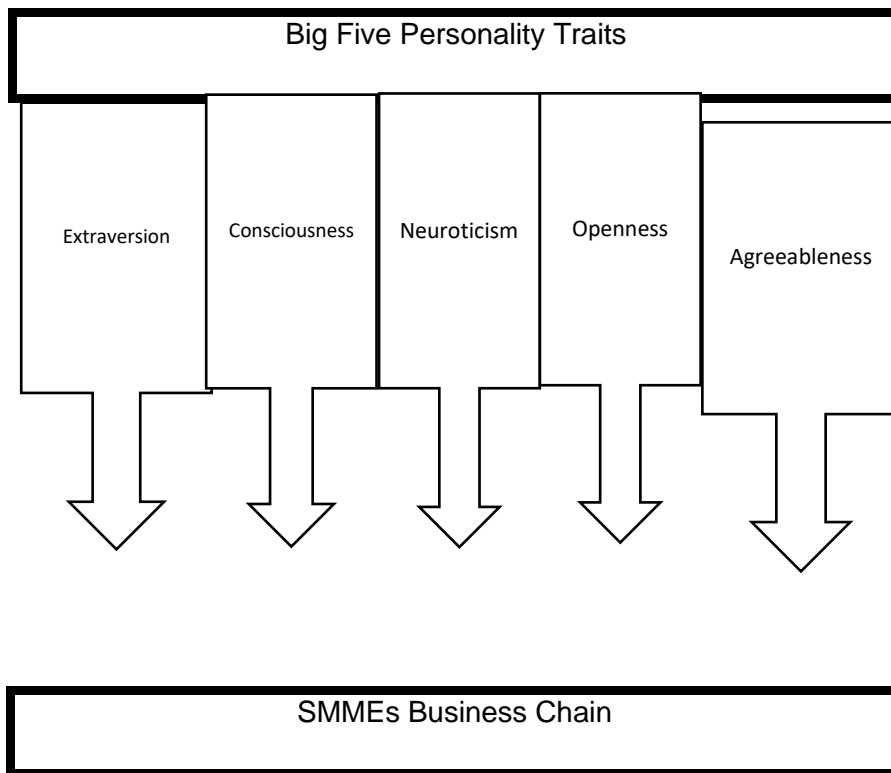 Big Five Personality Traits
Extraversion
Consciousness
Neuroticism
Openness
Agreeableness
SMMEs Business Chain